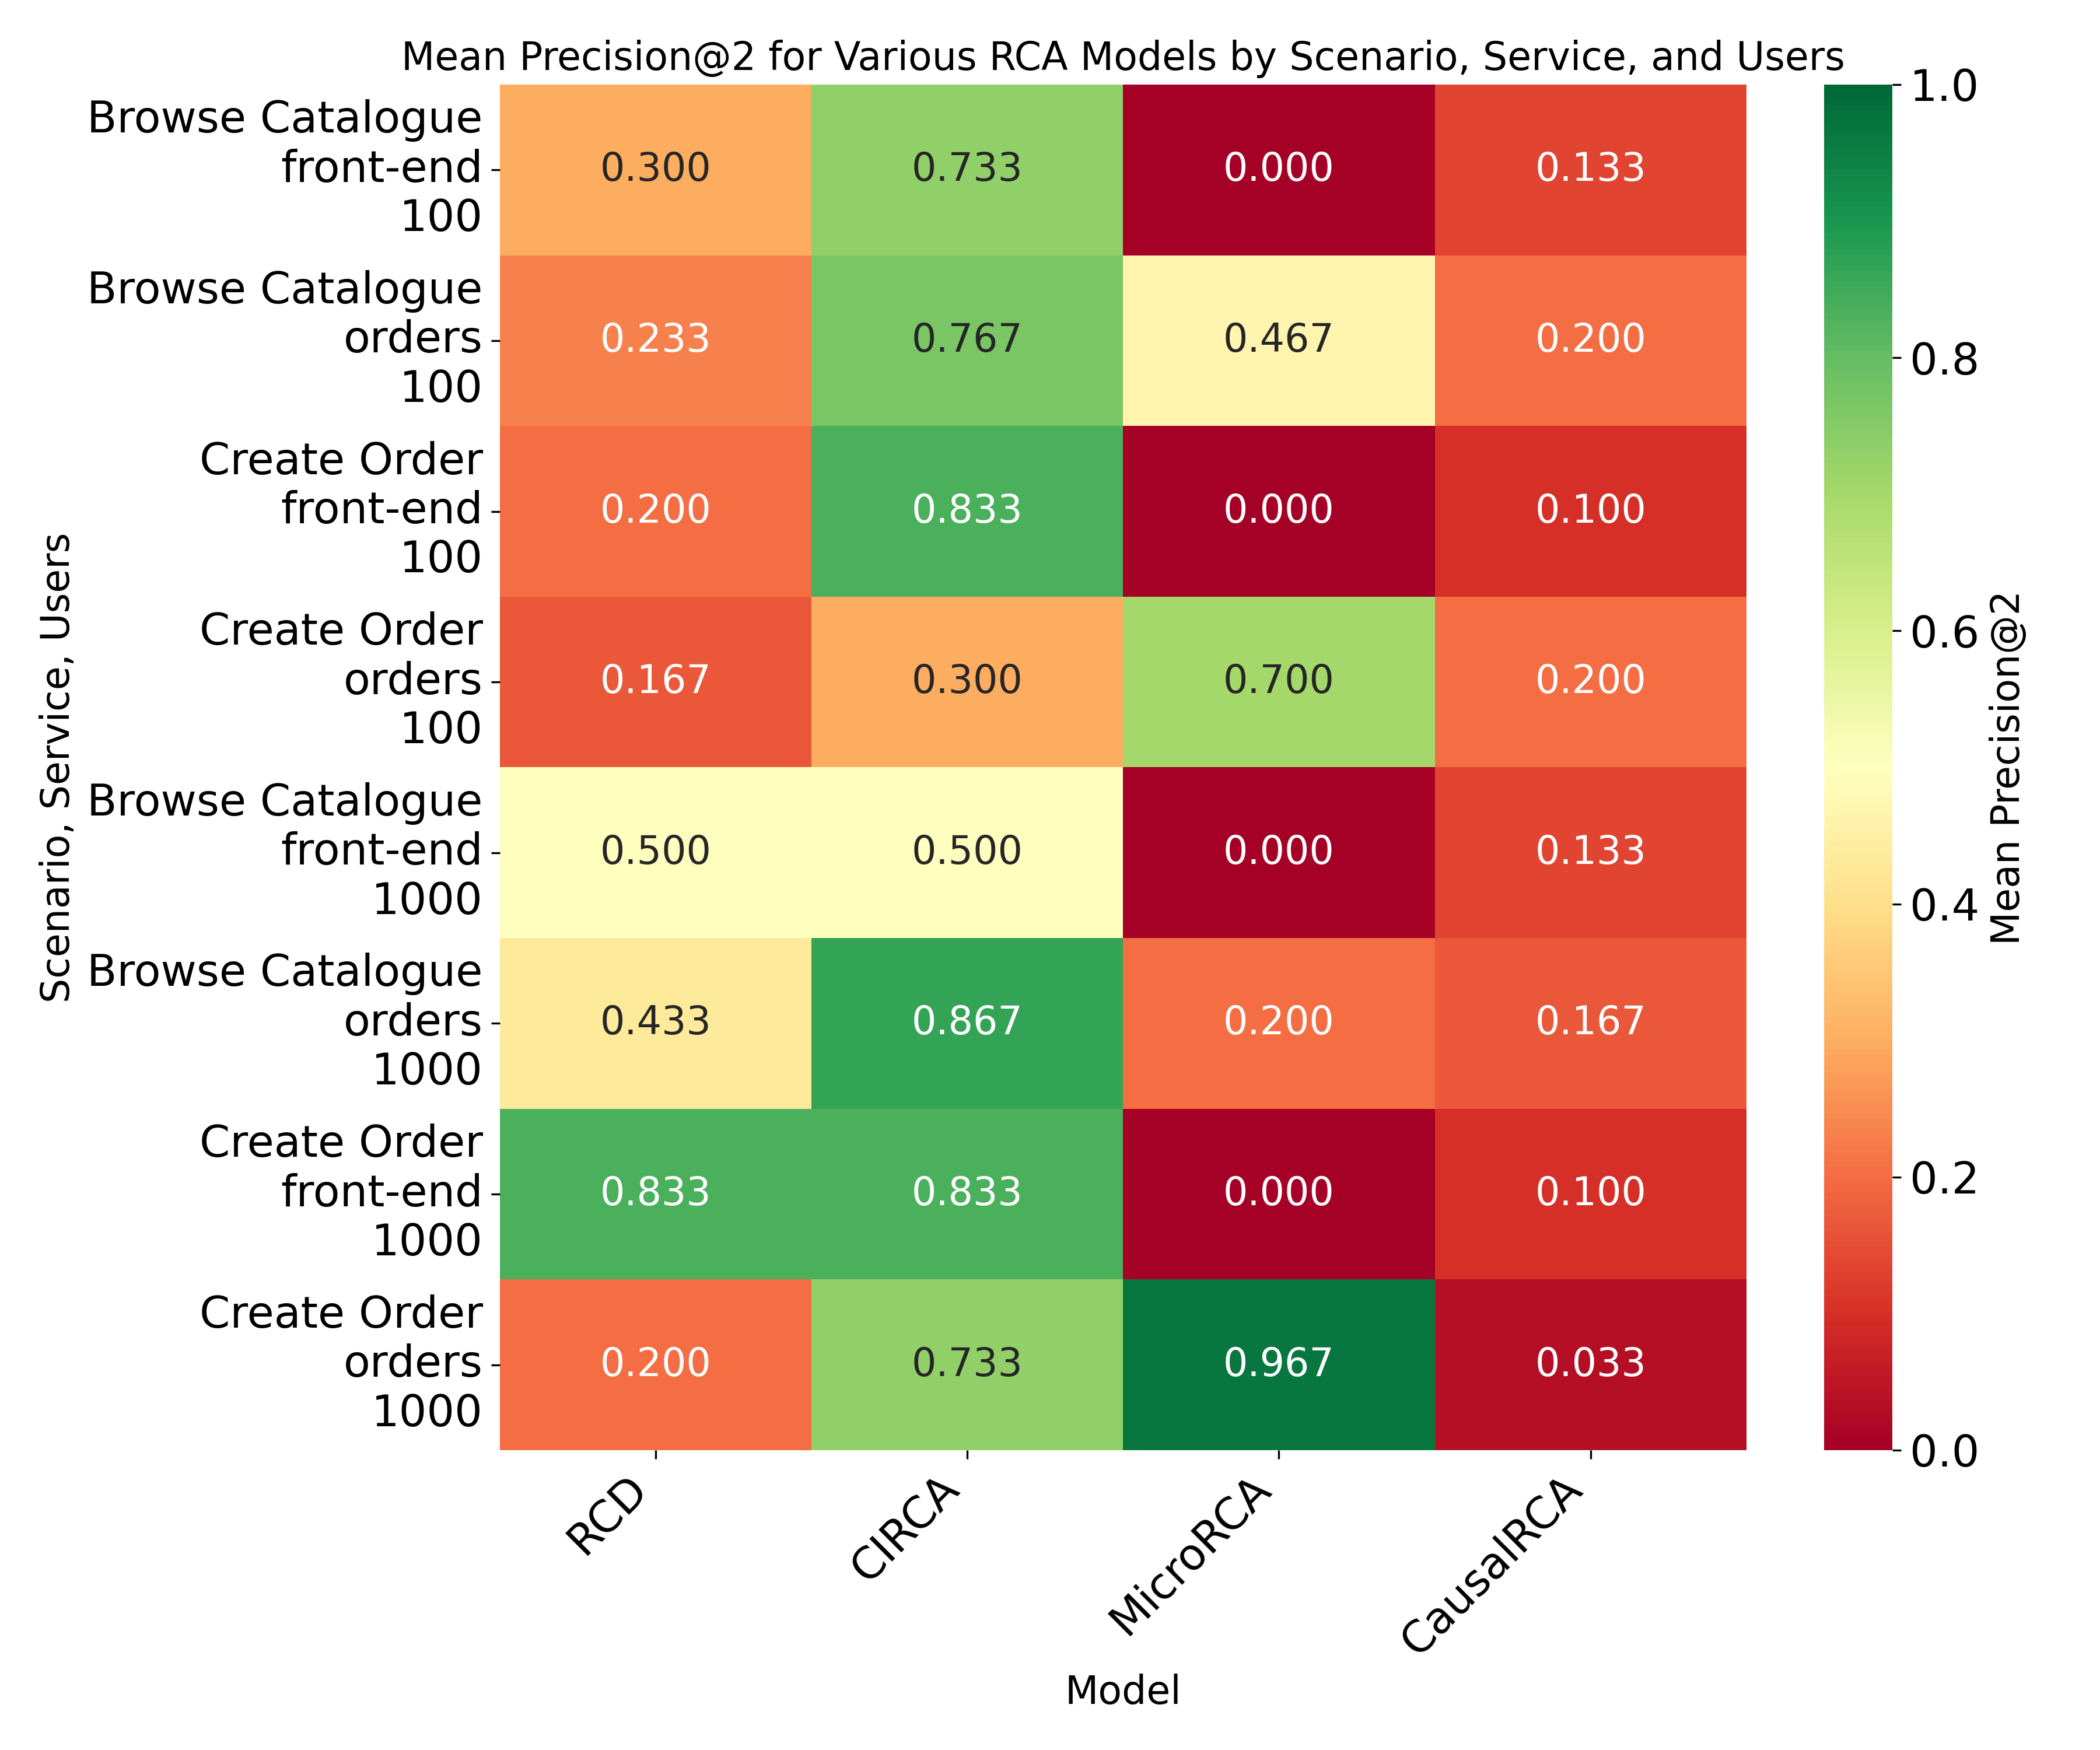 Mean Precision@2 for Various RCA Models by Scenario, Service, and Users
Scenario, Service, Users
Browse Catalogue
front-end
100
0.300 0.733 0.000 0.133
Browse Catalogue
orders
100
0.233 0.767 0.467 0.200
Create Order
front-end
100
0.200 0.833 0.000 0.100
Create Order
orders
100
0.167 0.300 0.700 0.200
Browse Catalogue
front-end
1000
0.500 0.500 0.000 0.133
Browse Catalogue
orders
1000
0.433 0.867 0.200 0.167
Create Order
front-end
1000
0.833 0.833 0.000 0.100
Create Order
orders
1000
0.200 0.733 0.967 0.033
RCD
CIRCA
MicroRCA
CausalRCA
Model
1.0
0.8
0.6
0.4
0.2
0.0
Mean Precision@2